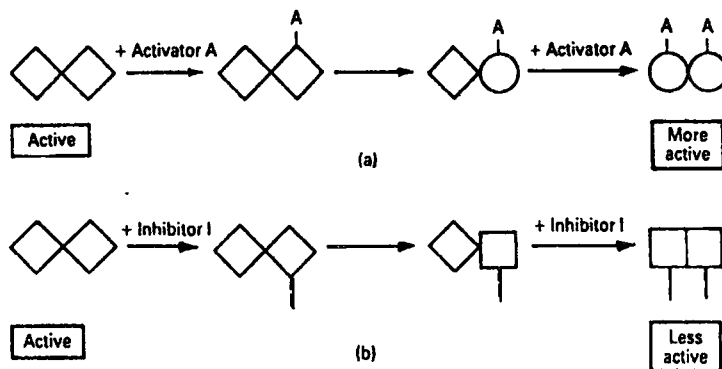 A
+ Activator A
A
+ Activator A
A A
Active
More
active
(a)
+ Inhibitor I
+ Inhibitor I
Active
Less
active
(b)